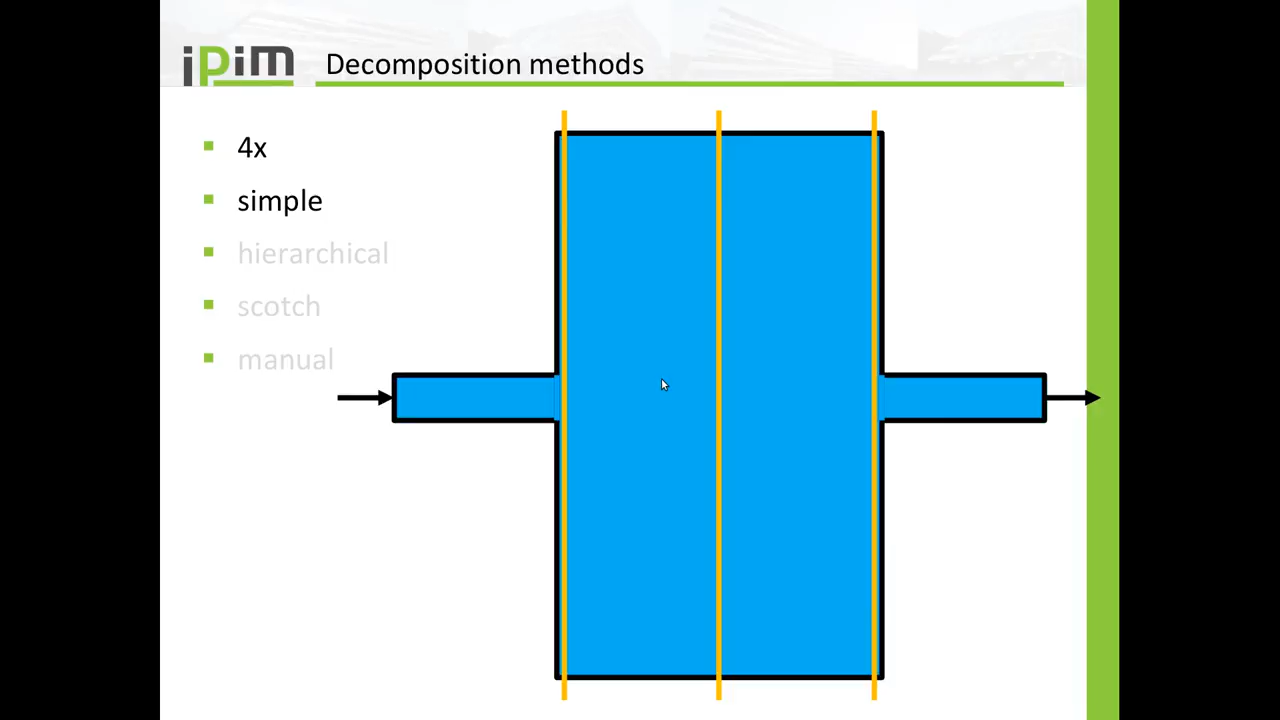 iPim
Decomposition methods
4x
simple
hierarchical
scotch
manual